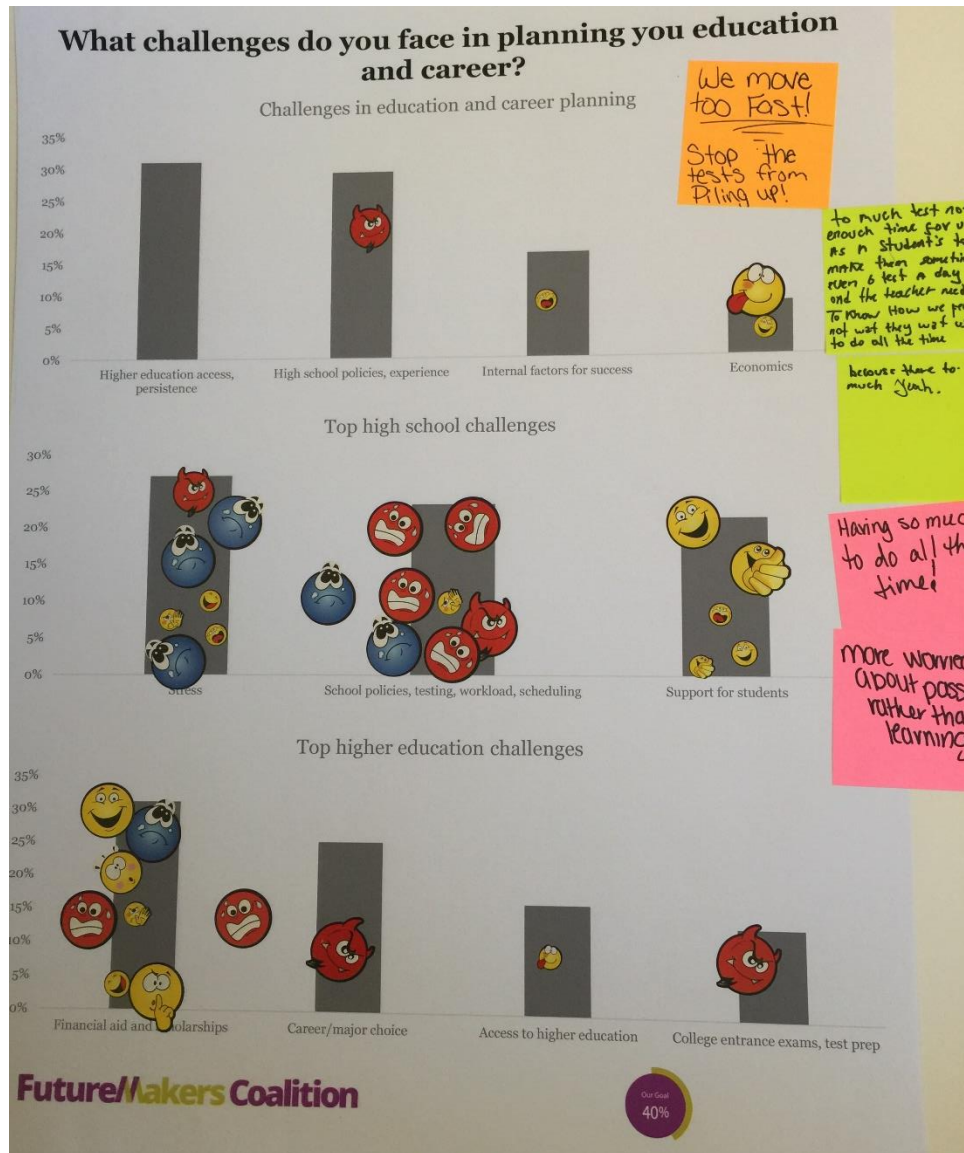 What challenges do you face in planning you education
and career?
Challenges in education and career planning
35%
30%
25%
20%
15%
10%
5%
0%
Higher education access,
persistence
High school policies, experience
Internal factors for success
Economics
We move
too Fast!
Stop the
tests from
Piling up!
to much test
enough time for
As a Student's
make them
even 6 test a day
and the teacher
To know How we
not wat they wat
to do all the time
because there to
much Yeah.
Top high school challenges
30%
25%
20%
15%
10%
5%
0%
Stress
School policies, testing, workload, scheduling
Support for students
Having so
to do all
time!
more
about
rather
learning
Top higher education challenges
35%
30%
25%
20%
15%
10%
5%
0%
Financial aid and scholarships
Career/major choice
Access to higher education
College entrance exams, test prep
FutureMakers Coalition
Our Goal
40%